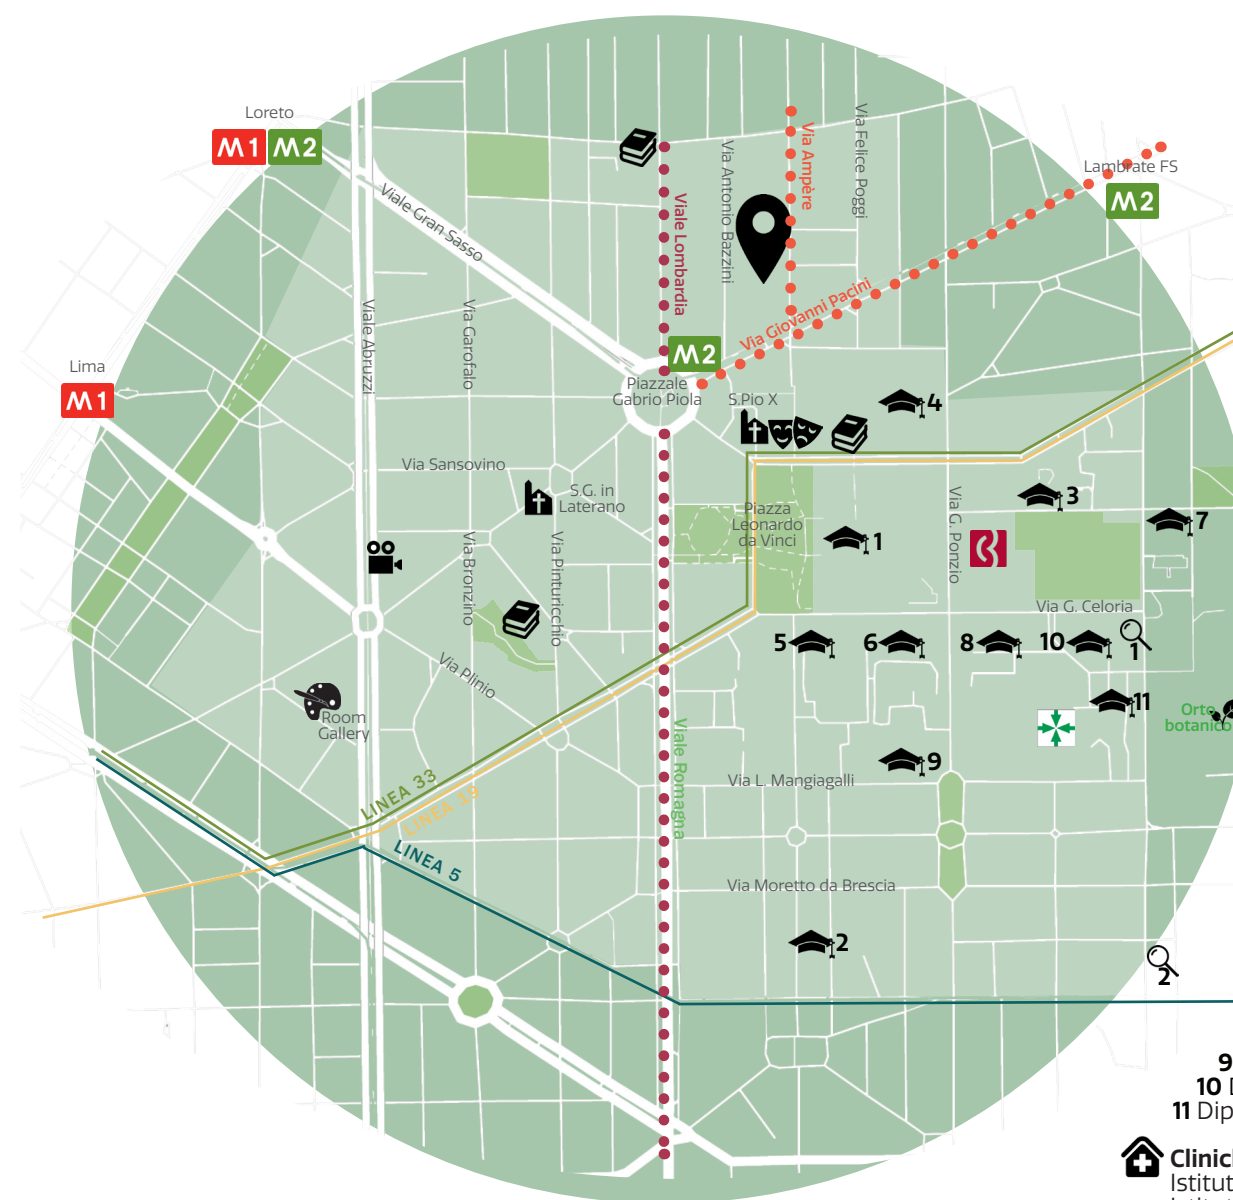 Loreto
M1 M2
Viale Gran Sasso
Viale Lombardia
Via Antonio Bazzini
Via Ampère
Via Felice Poggi
Lambrate FS
M2
Via Giovanni Pacini
Viale Abruzzi
Via Garofalo
M2
Piazzale
Gabrio Piola
S.Pio X
Lima
M1
4
Via Sansovino
S.G. in
Laterano
Piazza
Leonardo
da Vinci
1
Via G. Ponzio
3
7
Via Bronzino
Via Pinturicchio
Via G. Celoria
5
6
8
10
1
Via Plinio
11
Room
Gallery
Orto
botanico
Viale Romagna
9
Via L. Mangiagalli
LINEA 33
LINEA 19
LINEA 5
Via Moretto da Brescia
2
2
9
10 D
11 Dip
Clinich
Istitut